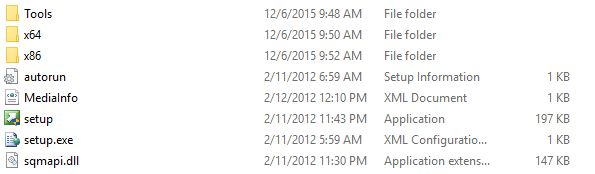 Tools 12/6/2015 9:48 AM File folder
x64 12/6/2015 9:50 AM File folder
x86 12/6/2015 9:52 AM File folder
autorun 2/11/2012 6:59 AM Setup Information 1 KB
MediaInfo 2/12/2012 12:10 PM XML Document 1 KB
setup 2/11/2012 11:43 PM Application 197 KB
setup.exe 2/11/2012 5:59 AM XML Configuratio... 1 KB
sqmapi.dll 2/11/2012 11:30 PM Application extens... 147 KB